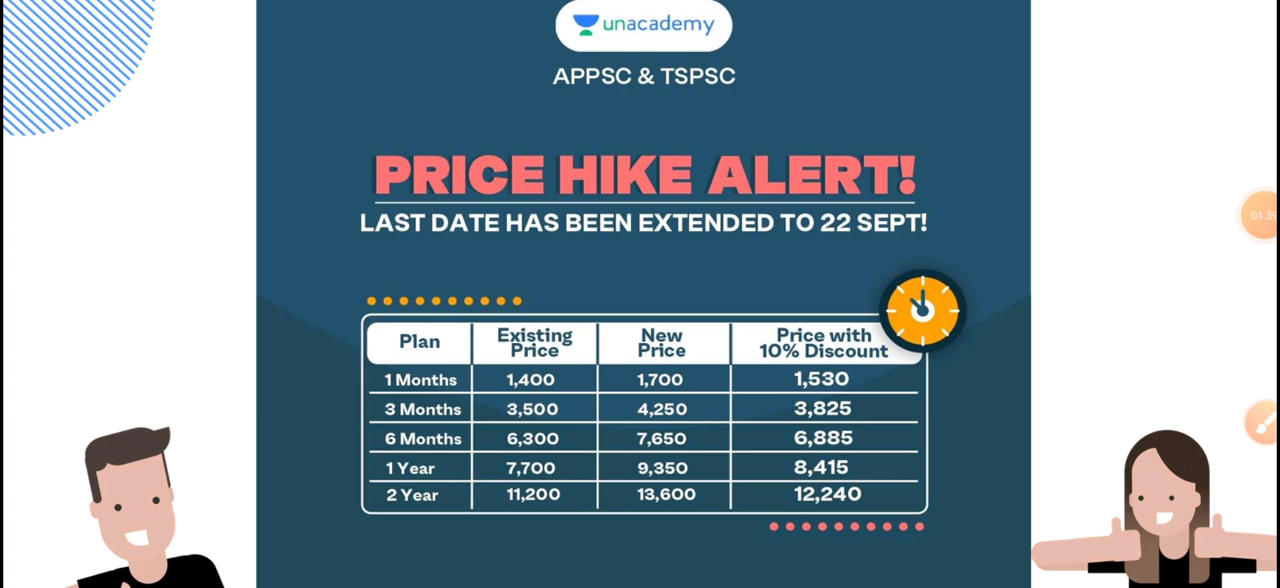 unacademy
APPSC & TSPSC
PRICE HIKE ALERT!
LAST DATE HAS BEEN EXTENDED TO 22 SEPT!
Plan Existing Price New Price Price with 10% Discount
1 Months 1,400 1,700 1,530
3 Months 3,500 4,250 3,825
6 Months 6,300 7,650 6,885
1 Year 7,700 9,350 8,415
2 Year 11,200 13,600 12,240